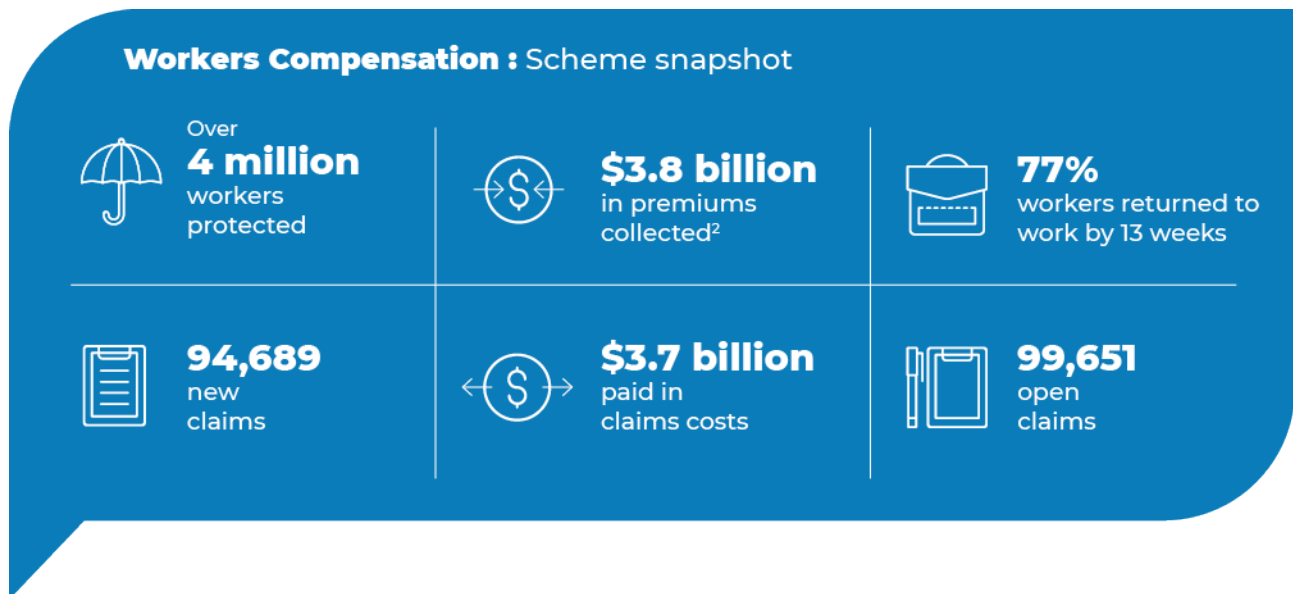 Workers Compensation : Scheme snapshot
Over
4 million
workers
protected
$3.8 billion
in premiums
collected²
77%
workers returned to
work by 13 weeks
94,689
new
claims
$3.7 billion
paid in
claims costs
99,651
open
claims